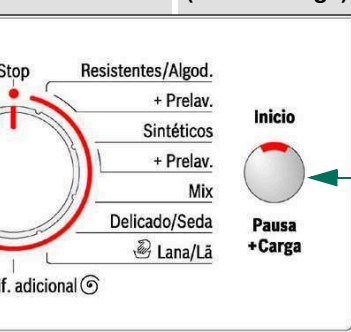 Stop
Resistentes/Algod.
+ Prelav.
Sintéticos
+ Prelav.
Mix
Delicado/Seda
Lana/Lã
adicional
Inicio
Pausa
+Carga